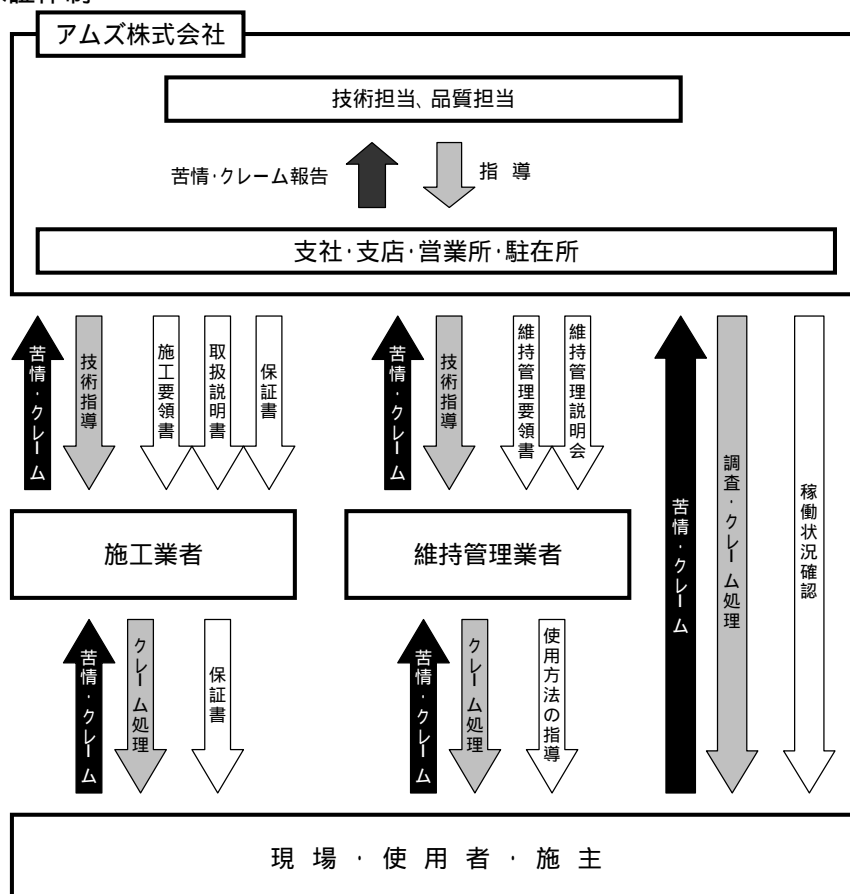 アムズ株式会社
技術担当、品質担当
苦情・クレーム報告
指 導
支社・支店・営業所・駐在所
苦情・クレーム
技術指導
施工要領書
取扱説明書
保証書
苦情・クレーム
技術指導
維持管理要領書
維持管理説明会
苦情・クレーム
調査・クレーム処理
稼働状況確認
施工業者
維持管理業者
苦情・クレーム
クレーム処理
保証書
苦情・クレーム
クレーム処理
使用方法の指導
現 場 ・ 使 用 者 ・ 施 主